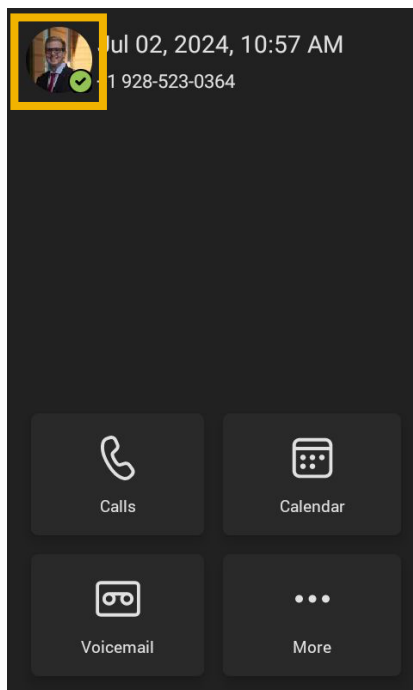 Jul 02, 2024, 10:57 AM
+1 928-523-0364
Calls
Calendar
Voicemail
More